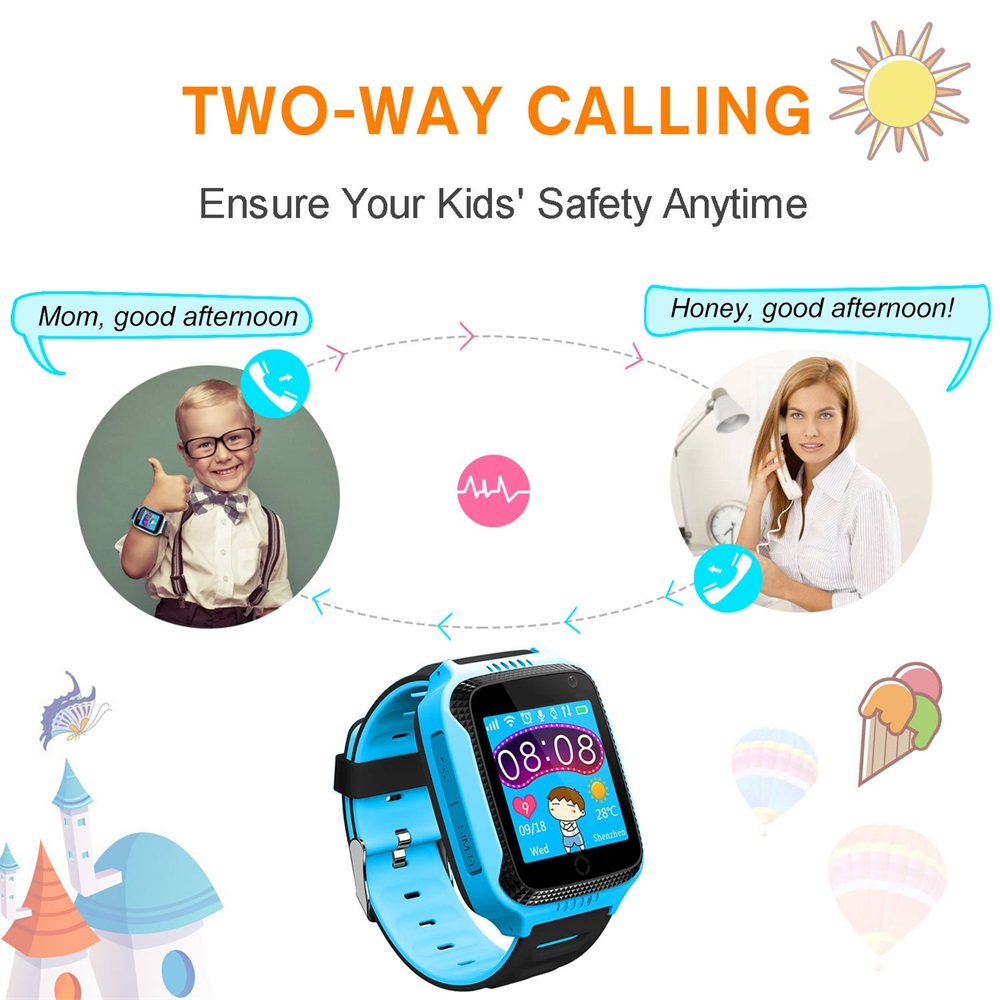 TWO-WAY CALLING
Ensure Your Kids' Safety Anytime
Mom, good afternoon
Honey, good afternoon!
08:08
9
09/18
28°C
Wed
Shenzhen